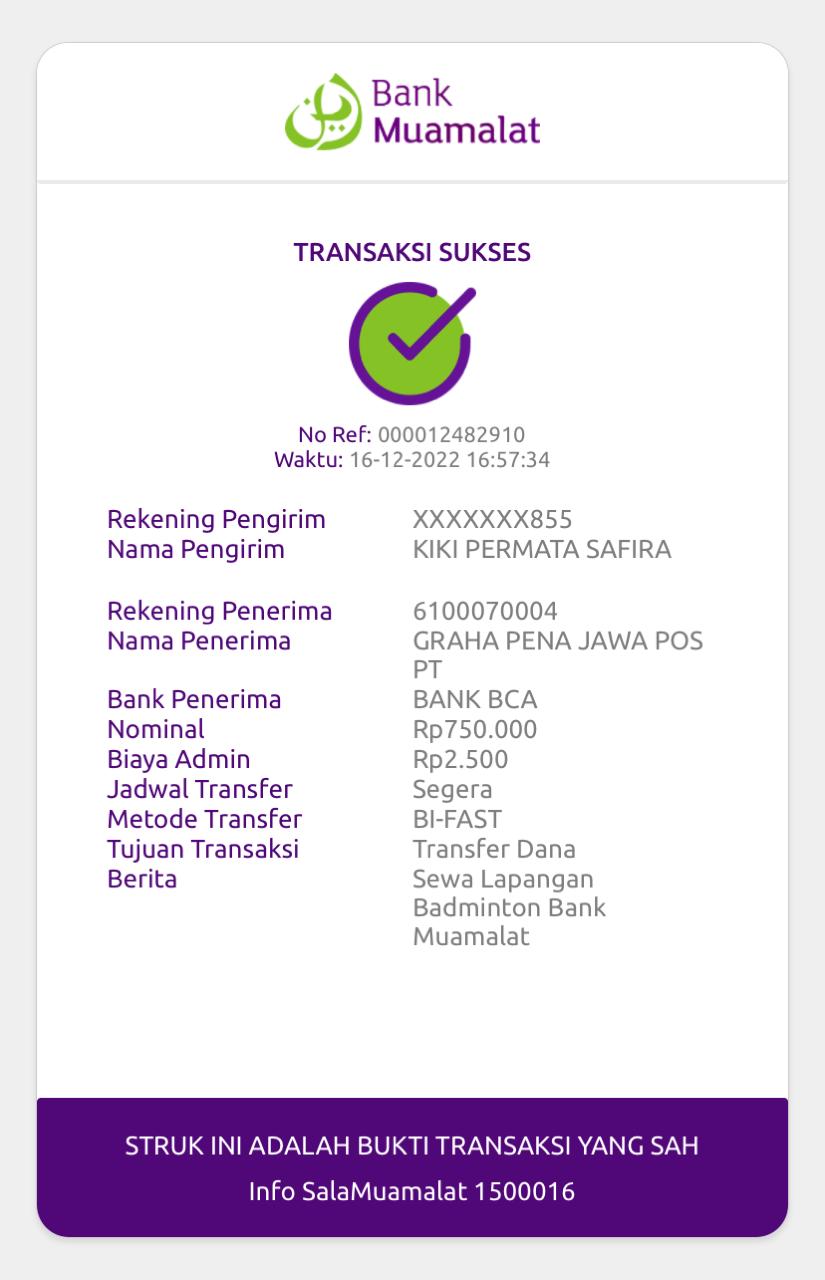 Bank
Muamalat
TRANSAKSI SUKSES
No Ref: 000012482910
Waktu: 16-12-2022 16:57:34
Rekening Pengirim XXXXXXX855
Nama Pengirim KIKI PERMATA SAFIRA
Rekening Penerima 6100070004
Nama Penerima GRAHA PENA JAWA POS
PT
Bank Penerima BANK BCA
Nominal Rp750.000
Biaya Admin Rp2.500
Jadwal Transfer Segera
Metode Transfer BI-FAST
Tujuan Transaksi Transfer Dana
Berita Sewa Lapangan
Badminton Bank
Muamalat
STRUK INI ADALAH BUKTI TRANSAKSI YANG SAH
Info SalaMuamalat 1500016